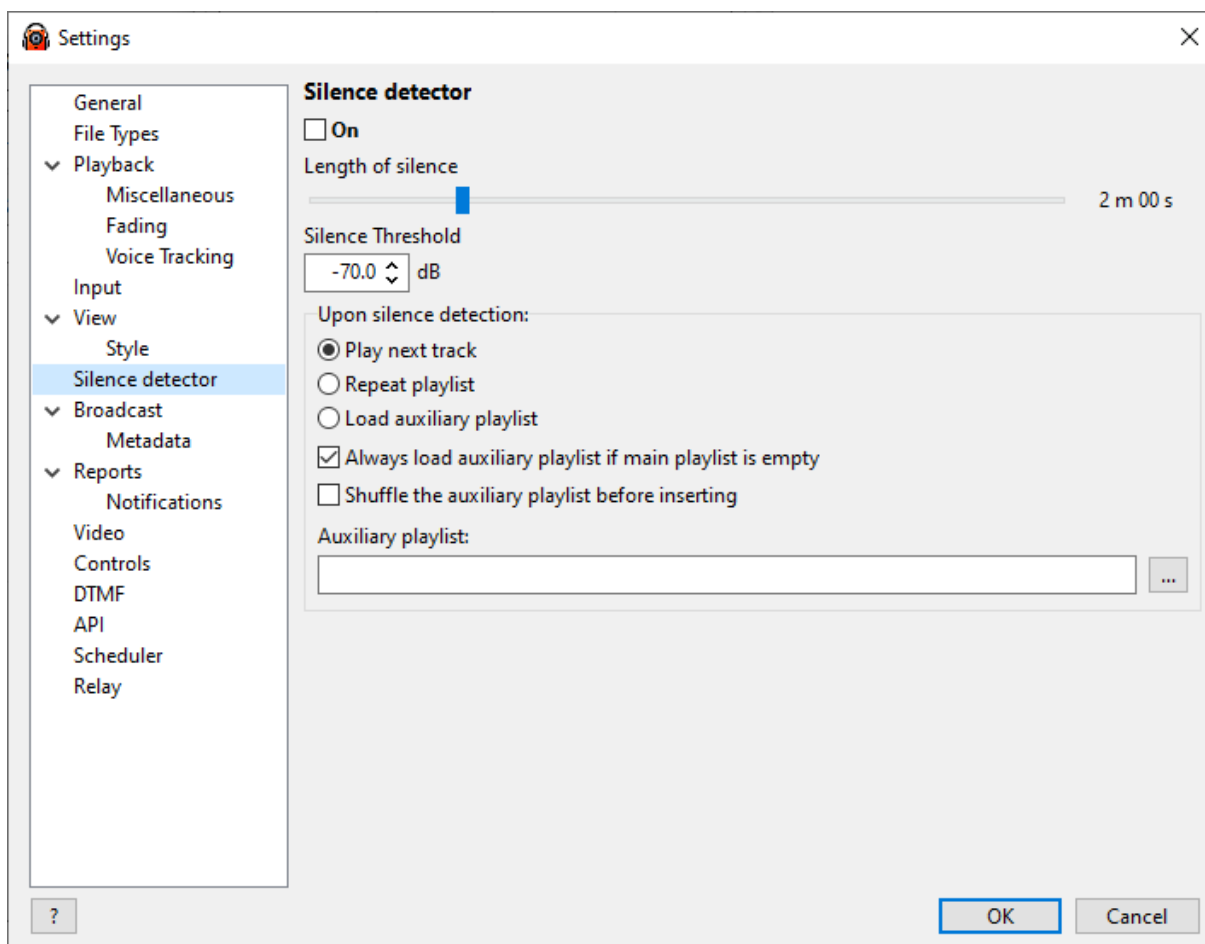 Settings
General
File Types
Playback
Miscellaneous
Fading
Voice Tracking
Input
View
Style
Silence detector
Broadcast
Metadata
Reports
Notifications
Video
Controls
DTMF
API
Scheduler
Relay
Silence detector
On
Length of silence
2 m 00 s
Silence Threshold
-70.0 dB
Upon silence detection:
Play next track
Repeat playlist
Load auxiliary playlist
Always load auxiliary playlist if main playlist is empty
Shuffle the auxiliary playlist before inserting
Auxiliary playlist:
...
? OK Cancel